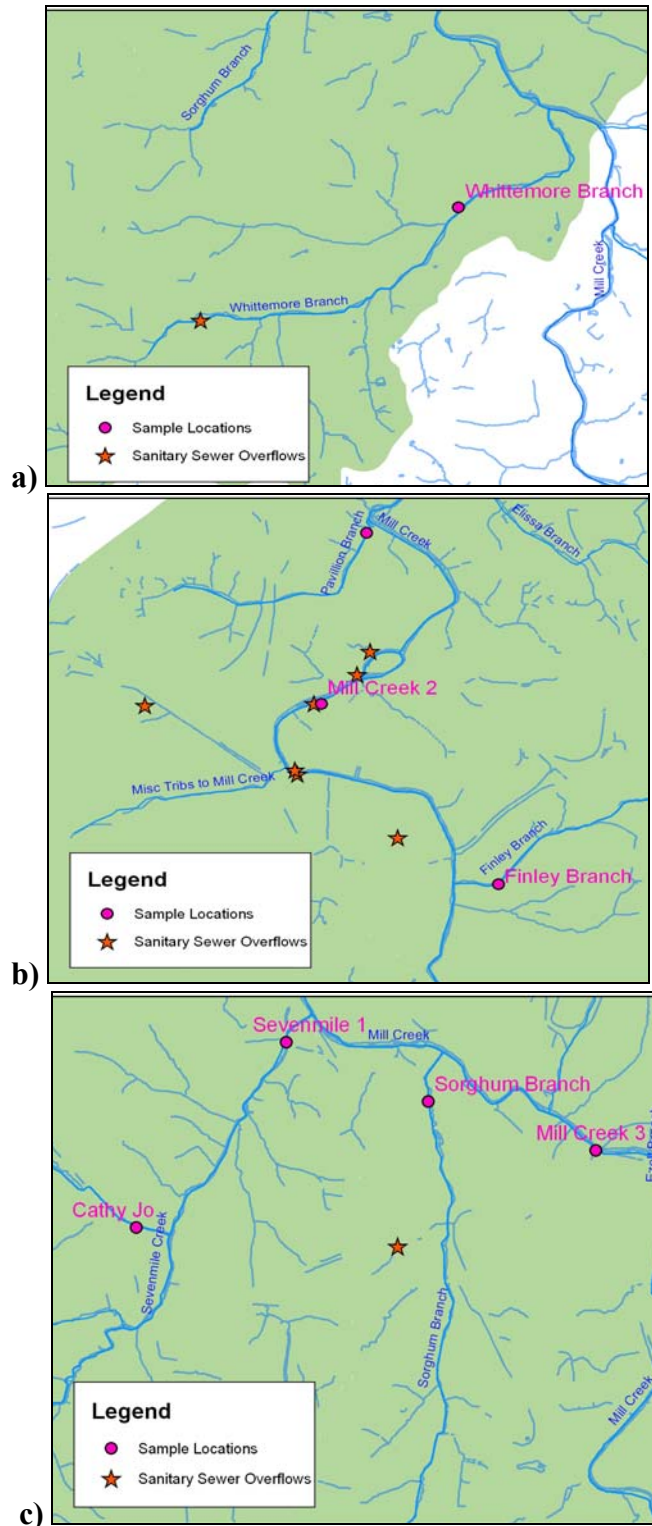 Sorghum Branch
Whittemore Branch
Mill Creek
Whittemore Branch
Legend
Sample Locations
Sanitary Sewer Overflows
a)
Mill Creek
Elissa Branch
Pavillion Branch
Mill Creek 2
Misc Tribs to Mill Creek
Finley Branch
Finley Branch
Legend
Sample Locations
Sanitary Sewer Overflows
b)
Sevenmile 1
Mill Creek
Sorghum Branch
Mill Creek 3
Cathy Jo
Sevenmile Creek
Sorghum Branch
Mill Creek
Legend
Sample Locations
Sanitary Sewer Overflows
c)